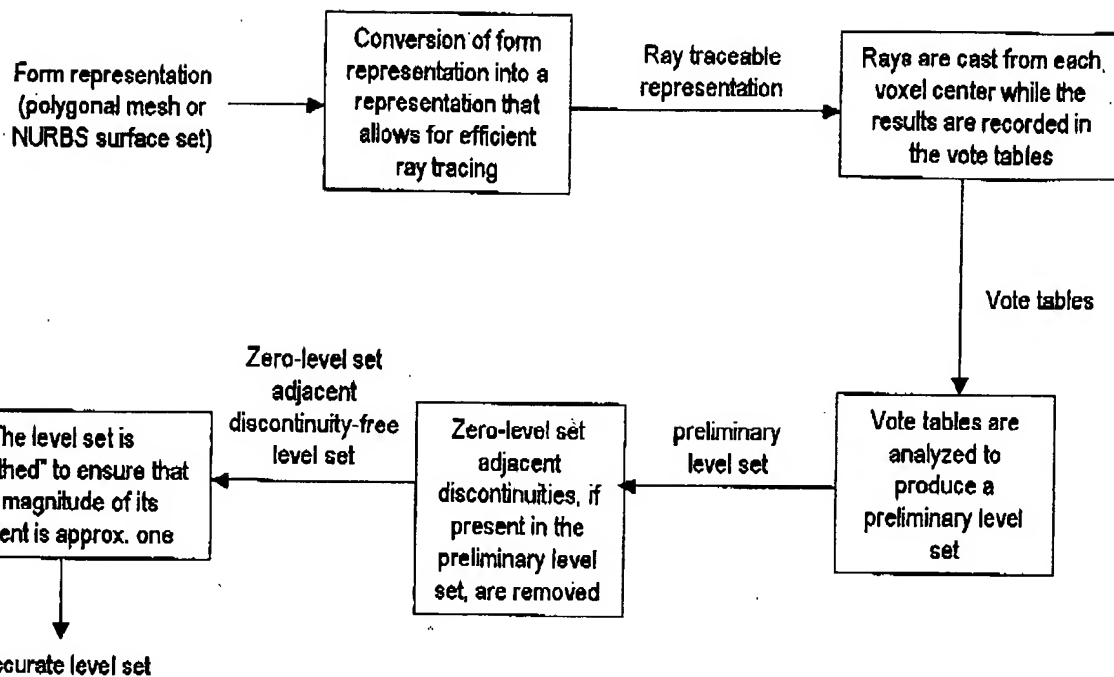 Form representation
(polygonal mesh or
NURBS surface set)
Conversion of form
representation into a
representation that
allows for efficient
ray tracing
Ray traceable
representation
Rays are cast from each
voxel center while the
results are recorded in
the vote tables
Vote tables
Vote tables are
analyzed to
produce a
preliminary level
set
preliminary
level set
Zero-level set
adjacent
discontinuities, if
present in the
preliminary level
set, are removed
Zero-level set
adjacent
discontinuity-free
level set
level set is
to ensure that
magnitude of its
is approx. one
level set